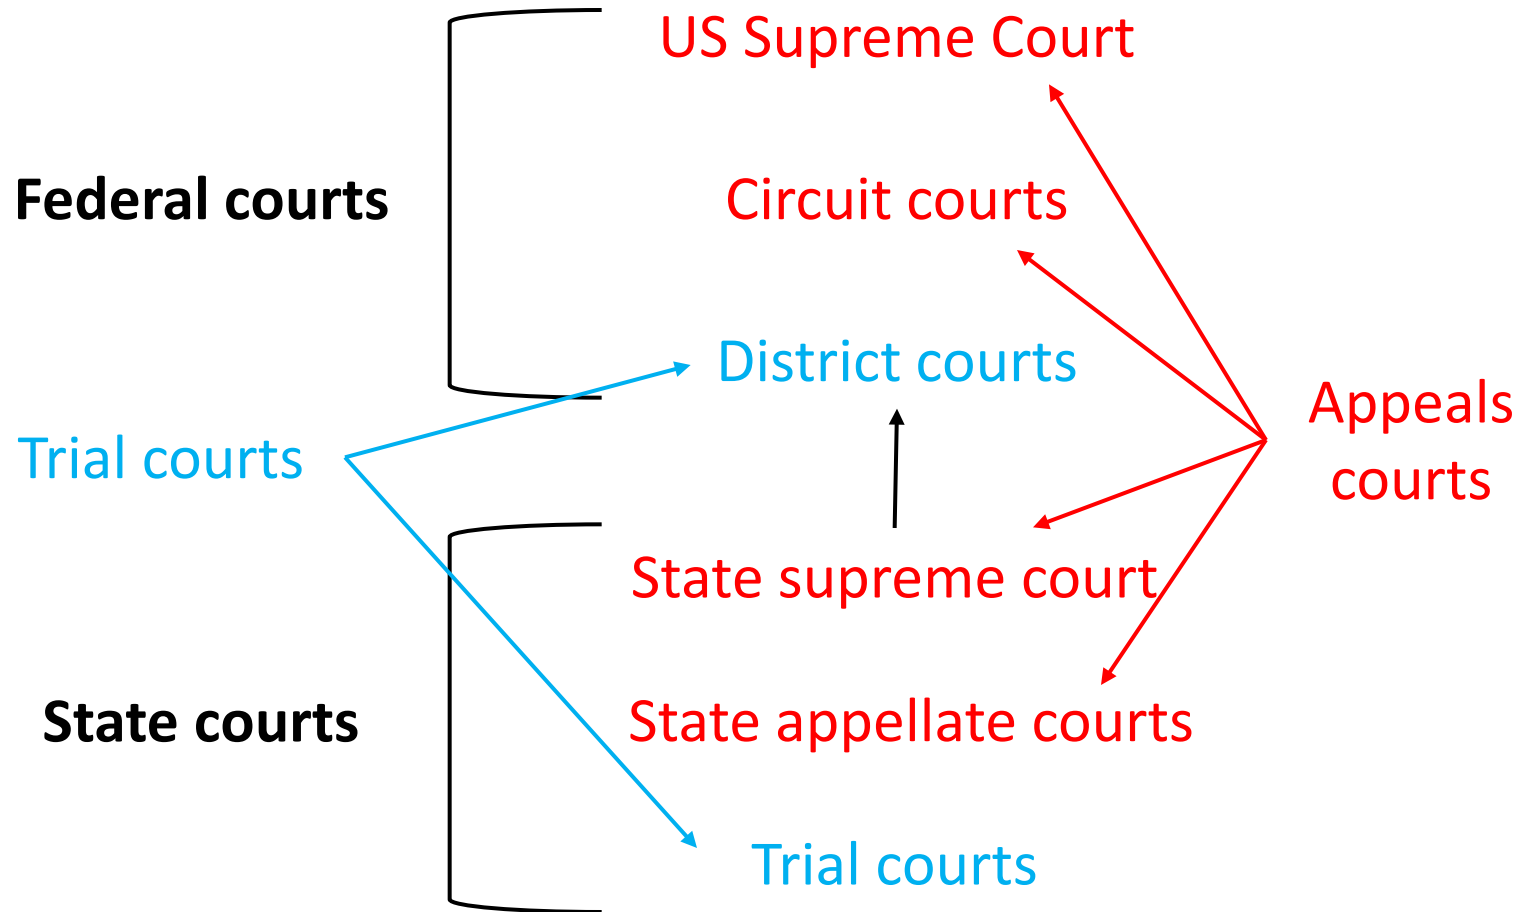 US Supreme Court
Federal courts
Circuit courts
District courts
Appeals
courts
Trial courts
State supreme court
State courts
State appellate courts
Trial courts